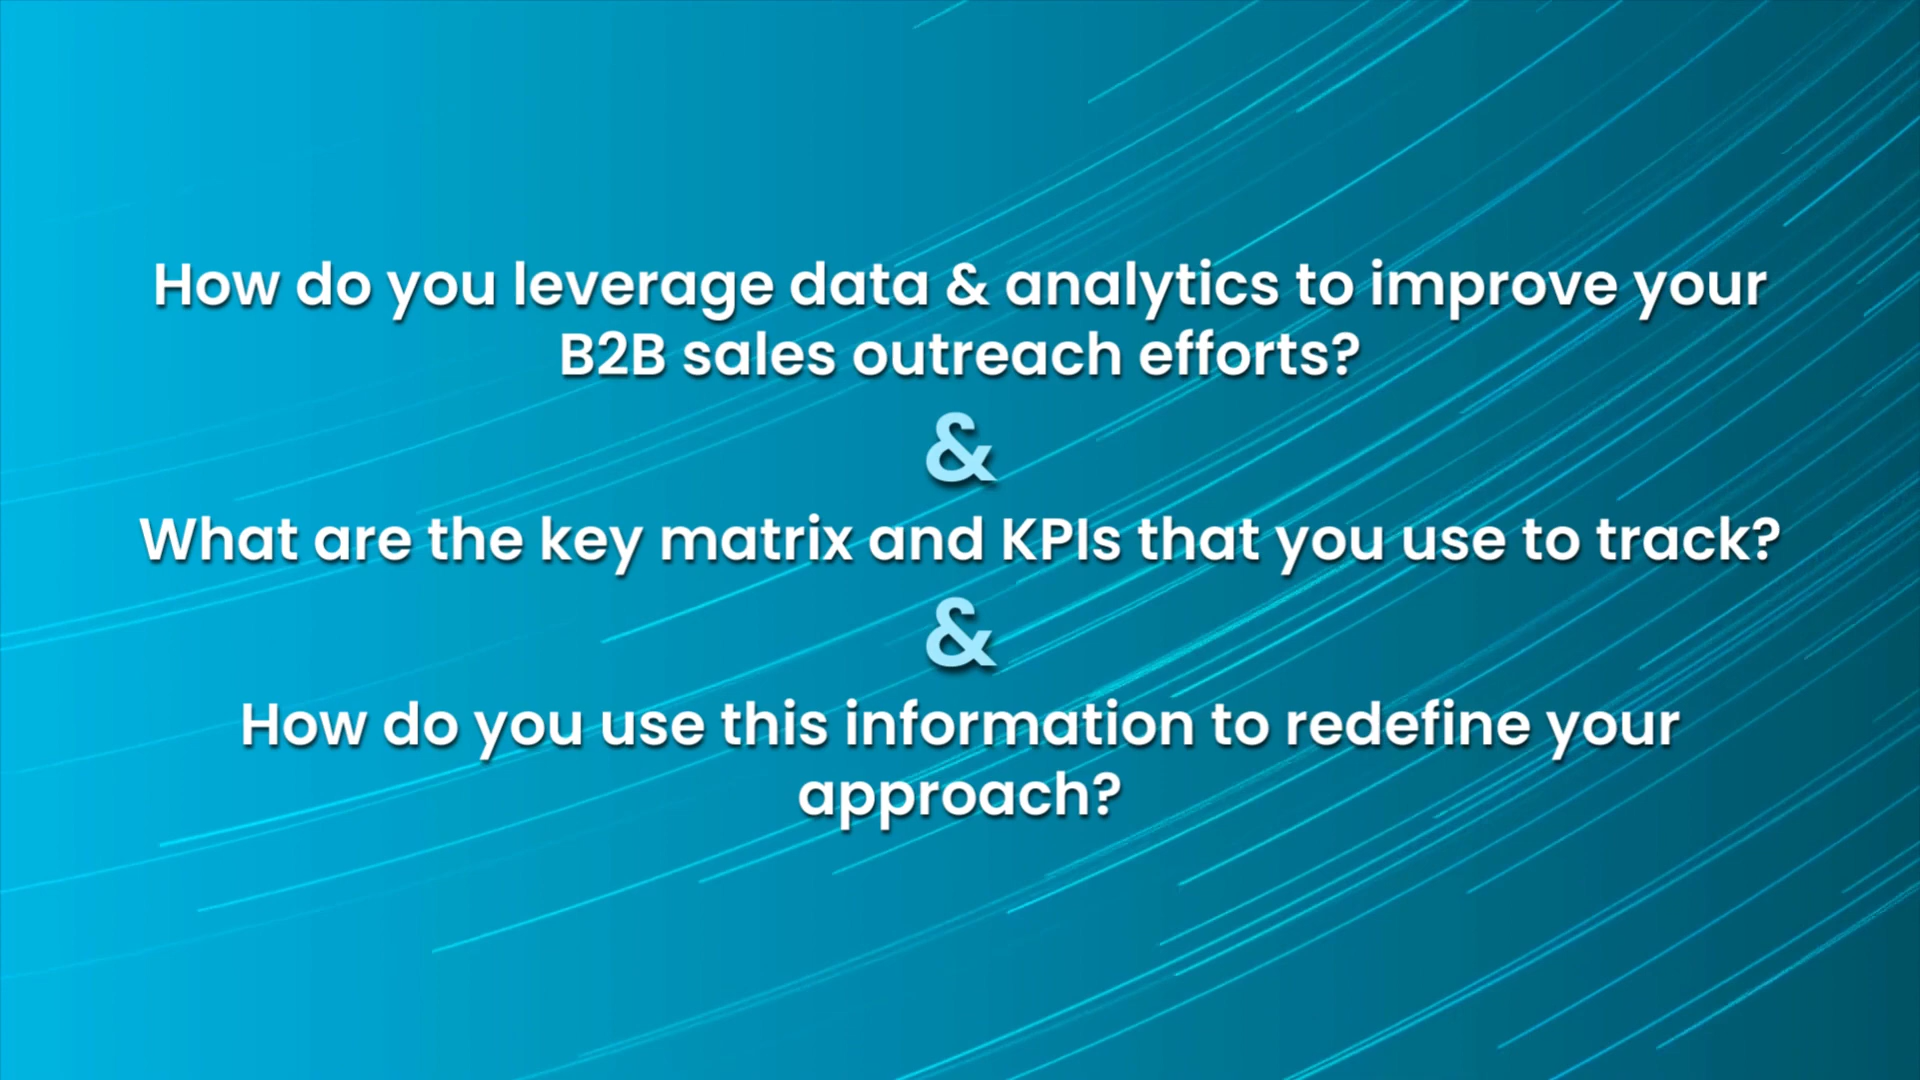 How do you leverage data & analytics to improve your
B2B sales outreach efforts?
&
What are the key matrix and KPIs that you use to track?
&
How do you use this information to redefine your
approach?